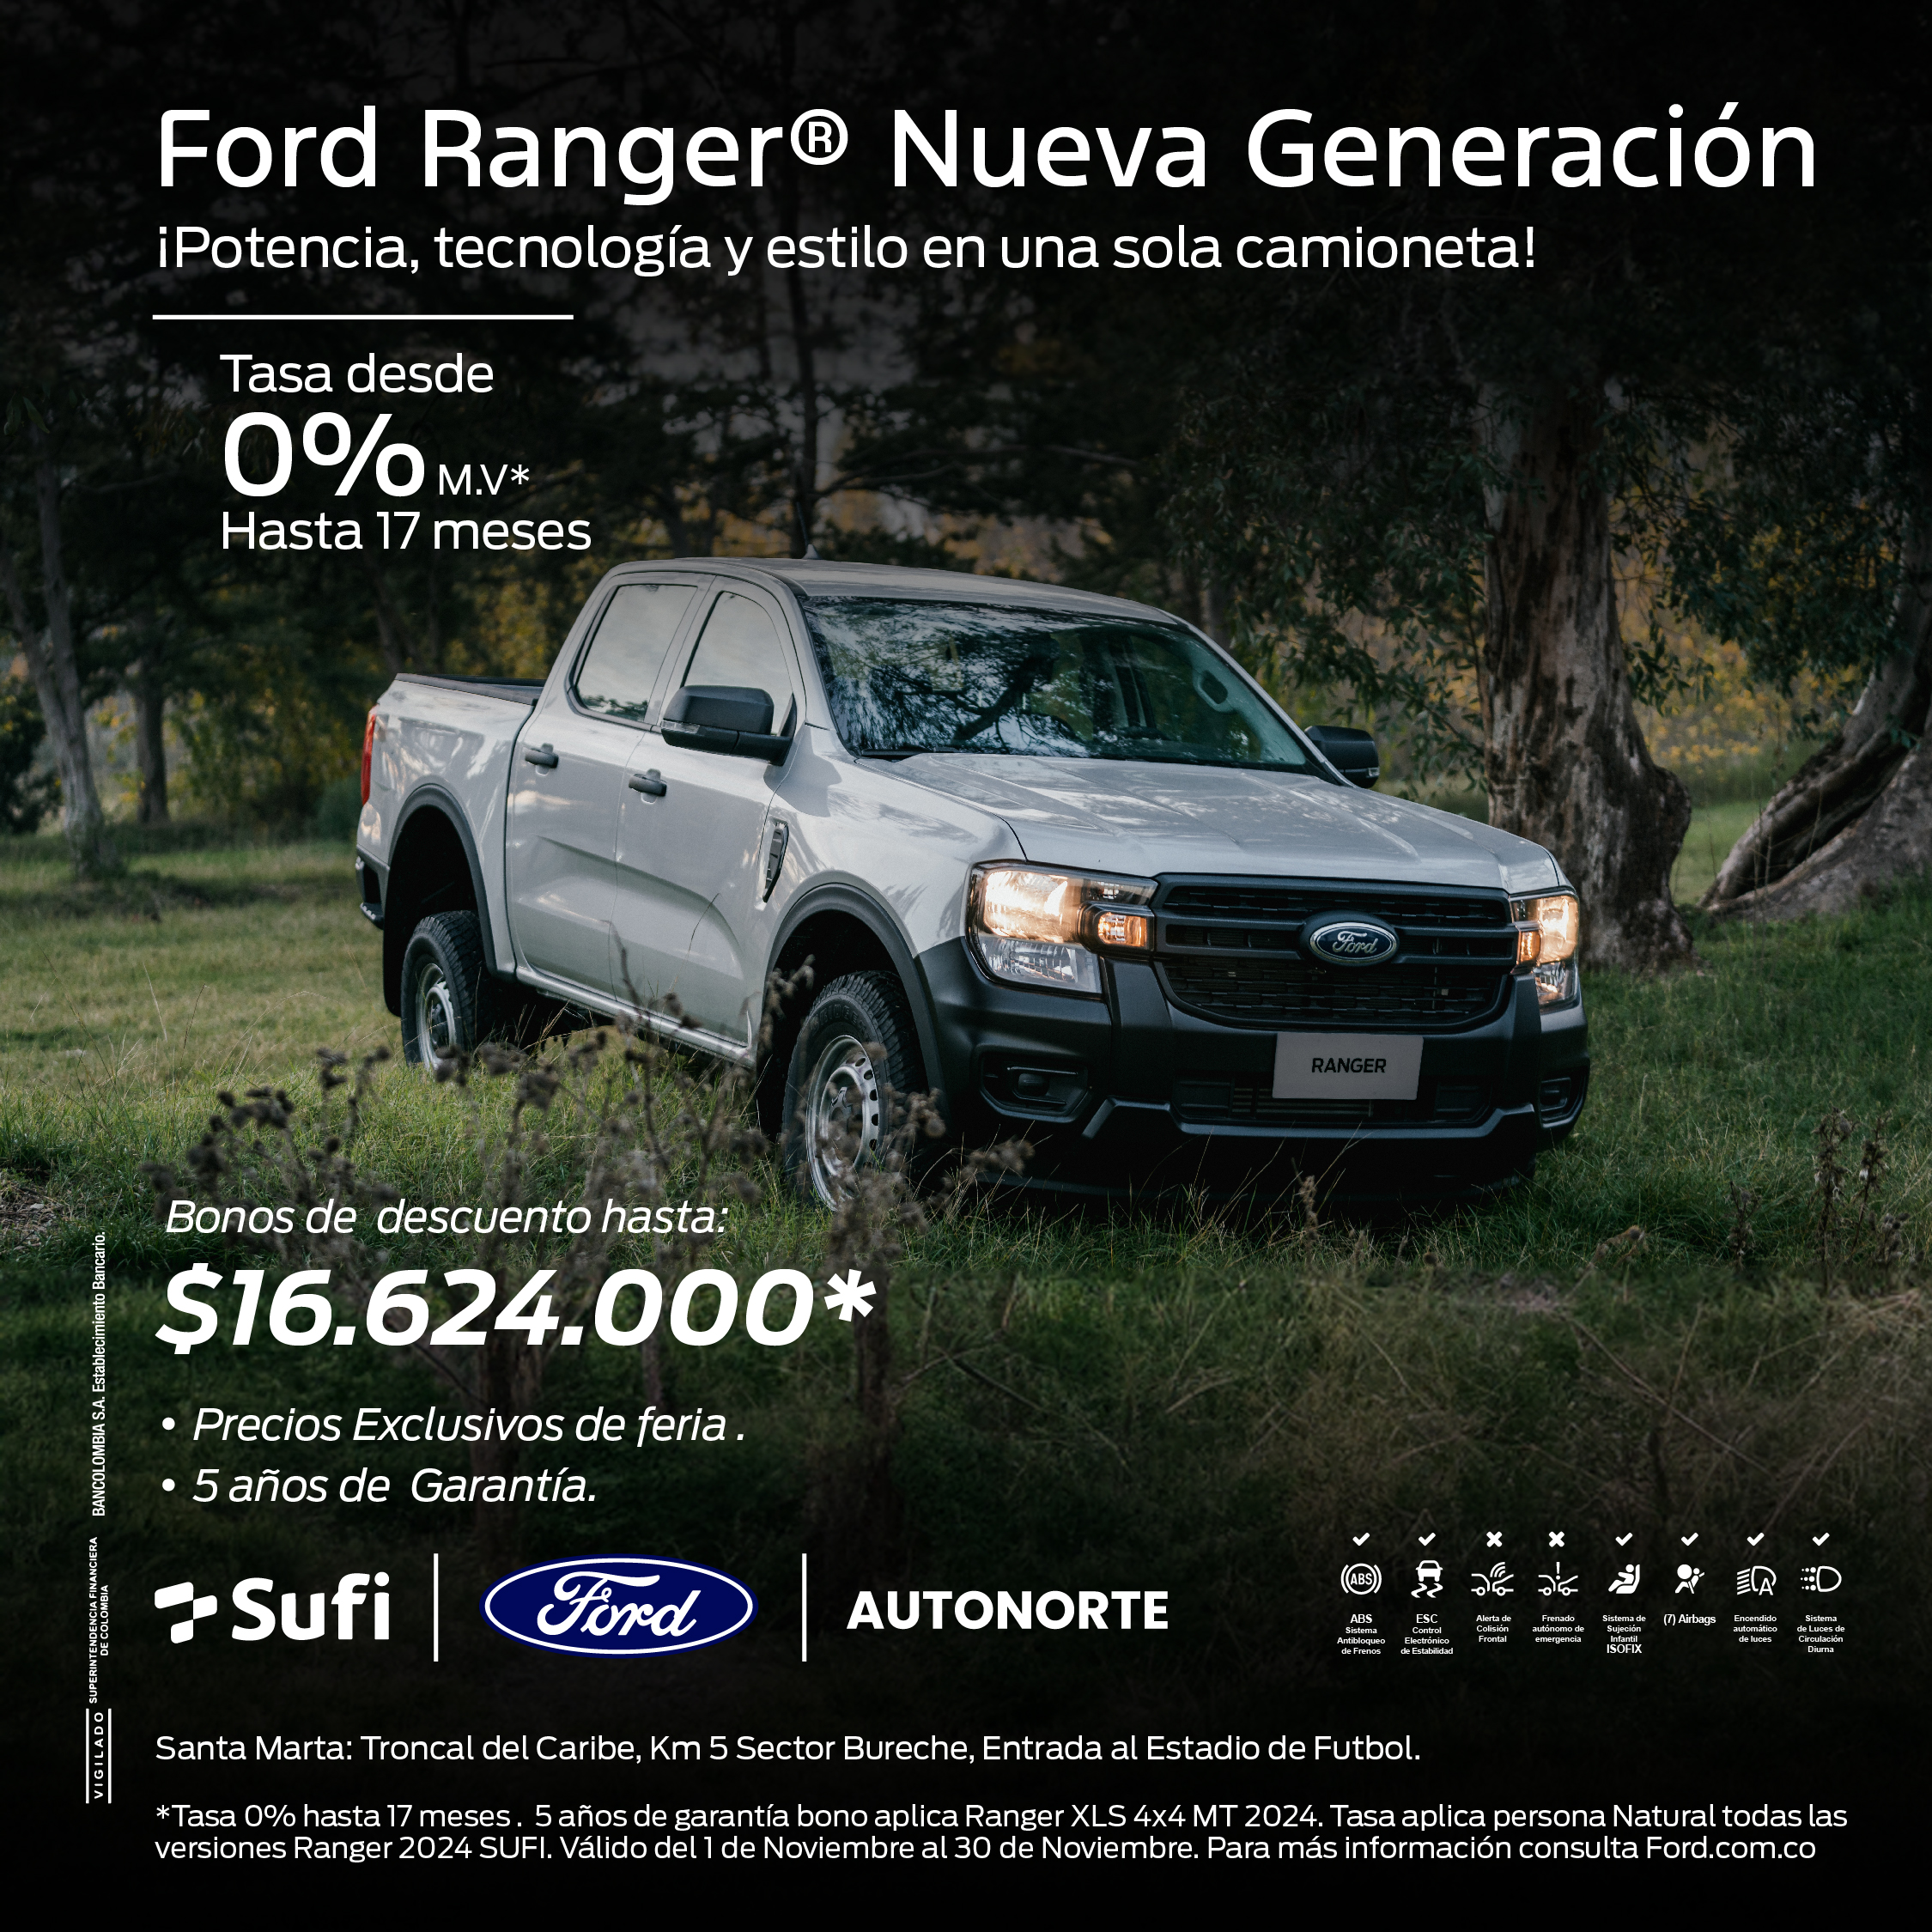 Ford Ranger® Nueva Generación
¡Potencia, tecnología y estilo en una sola camioneta!
Tasa desde
0% M.V*
Hasta 17 meses
Ford
RANGER
Bonos de descuento hasta:
$16.624.000*
• Precios Exclusivos de feria .
• 5 años de Garantía.
BANCOLOMBIA S.A. Establecimiento Bancario.
SUPERINTENDENCIA FINANCIERA
DE COLOMBIA
VIGILADO
Sufi
Ford
AUTONORTE
ABS
ABS
Sistema
Antibloqueo
de Frenos
ESC
Control
Electrónico
de Estabilidad
Alerta de
Colisión
Frontal
Frenado
autónomo de
emergencia
Sistema de
Sujeción
Infantil
ISOFIX
(7) Airbags
A
Encendido
automático
de luces
Sistema
de Luces de
Circulación
Diurna
Santa Marta: Troncal del Caribe, Km 5 Sector Bureche, Entrada al Estadio de Futbol.
*Tasa 0% hasta 17 meses . 5 años de garantía bono aplica Ranger XLS 4x4 MT 2024. Tasa aplica persona Natural todas las
versiones Ranger 2024 SUFI. Válido del 1 de Noviembre al 30 de Noviembre. Para más información consulta Ford.com.co